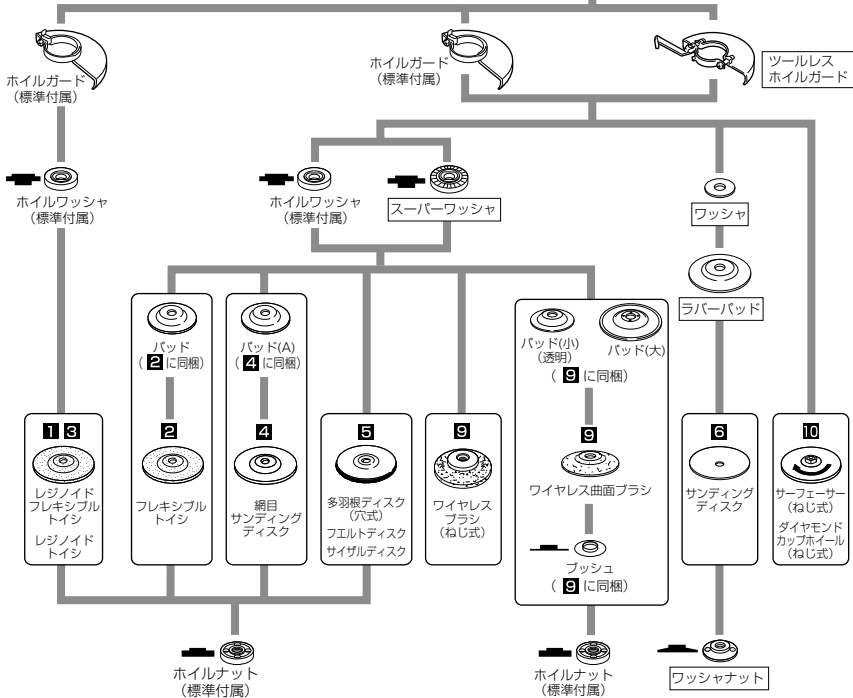 ホイルガード
(標準付属)
ホイルガード
(標準付属)
ツールレス
ホイルガード
ホイルワッシャ
(標準付属)
ホイルワッシャ
(標準付属)
スーパーワッシャ
ワッシャ
ラバーパッド
パッド
( 2 に同梱)
パッド(A)
( 4 に同梱)
パッド(小)
(透明)
パッド(大)
( 9 に同梱)
1 3
レジノイド
フレキシブル
トイシ
レジノイド
トイシ
2
フレキシブル
トイシ
4
網目
サンディング
ディスク
5
多羽根ディスク
(穴式)
フエルトディスク
サイザルディスク
9
ワイヤレス
ブラシ
(ねじ式)
9
ワイヤレス曲面ブラシ
ブッシュ
( 9 に同梱)
6
サンディング
ディスク
10
サーフェーサー
(ねじ式)
ダイヤモンド
カップホイール
(ねじ式)
ホイルナット
(標準付属)
ホイルナット
(標準付属)
ワッシャナット